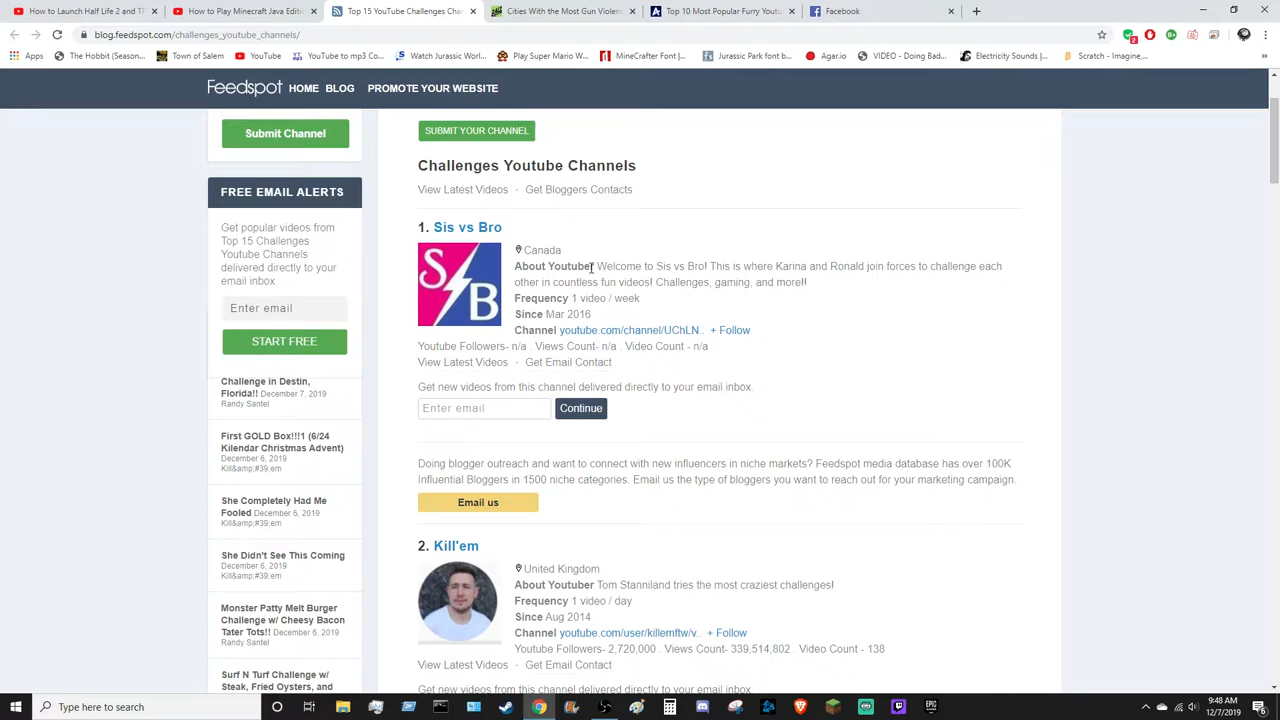 How to Launch Half Life 2 and Th
How to Play Minecraft Java Edition
Top 15 YouTube Challenges Chan
Cities With the Most Gun Violenc
Top 10 Most Popular Furry Youtu
Facebook
blog.feedspot.com/challenges_youtube_channels/
2
Apps
The Hobbit (Season...
Town of Salem
YouTube
YouTube to mp3 Co...
Watch Jurassic Worl...
Play Super Mario W...
MineCrafter Font |...
Jurassic Park font b...
Agar.io
VIDEO - Doing Bad...
Electricity Sounds |...
Scratch - Imagine,...
Feedspot HOME BLOG PROMOTE YOUR WEBSITE
Submit Channel
FREE EMAIL ALERTS
Get popular videos from
Top 15 Challenges
Youtube Channels
delivered directly to your
email inbox
Enter email
START FREE
Challenge in Destin,
Florida!! December 7, 2019
Randy Santel
First GOLD Box!!!1 (6/24
Kilendar Christmas Advent)
December 6, 2019
Kill&amp;#39;em
She Completely Had Me
Fooled December 6, 2019
Kill&amp;#39;em
She Didn't See This Coming
December 6, 2019
Kill&amp;#39;em
Monster Patty Melt Burger
Challenge w/ Cheesy Bacon
Tater Tots!! December 6, 2019
Randy Santel
Surf N Turf Challenge w/
Steak, Fried Oysters, and
SUBMIT YOUR CHANNEL
Challenges Youtube Channels
View Latest Videos · Get Bloggers Contacts
1. Sis vs Bro
S B
Canada
About Youtuber Welcome to Sis vs Bro! This is where Karina and Ronald join forces to challenge each
other in countless fun videos! Challenges, gaming, and more!!
Frequency 1 video / week
Since Mar 2016
Channel youtube.com/channel/UChLN.. + Follow
Youtube Followers- n/a . Views Count- n/a . Video Count - n/a
View Latest Videos · Get Email Contact
Get new videos from this channel delivered directly to your email inbox.
Enter email
Continue
Doing blogger outreach and want to connect with new influencers in niche markets? Feedspot media database has over 100K
Influential Bloggers in 1500 niche categories. Email us the type of bloggers you want to reach out for your marketing campaign.
Email us
2. Kill'em
United Kingdom
About Youtuber Tom Stanniland tries the most craziest challenges!
Frequency 1 video / day
Since Aug 2014
Channel youtube.com/user/killemftw/v.. + Follow
Youtube Followers- 2,720,000 . Views Count- 339,514,802 . Video Count - 138
View Latest Videos · Get Email Contact
Get new videos from this channel delivered directly to your email inbox.
Type here to search
EPIC
9:48 AM
12/7/2019